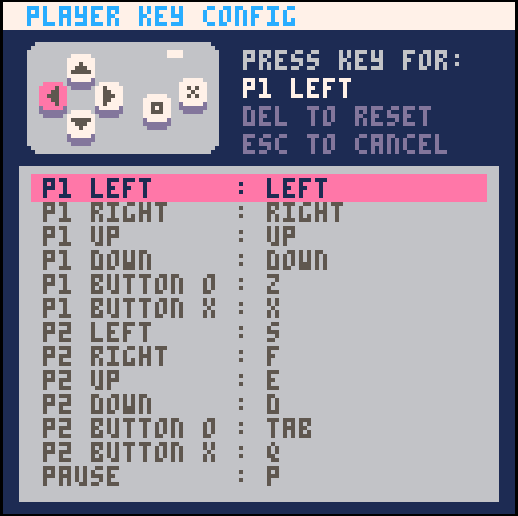 PLAYER KEY CONFIG
PRESS KEY FOR:
P1 LEFT
DEL TO RESET
ESC TO CANCEL
P1 LEFT : LEFT
P1 RIGHT : RIGHT
P1 UP : UP
P1 DOWN : DOWN
P1 BUTTON O : Z
P1 BUTTON X : X
P2 LEFT : S
P2 RIGHT : F
P2 UP : E
P2 DOWN : D
P2 BUTTON O : TAB
P2 BUTTON X : Q
PAUSE : P